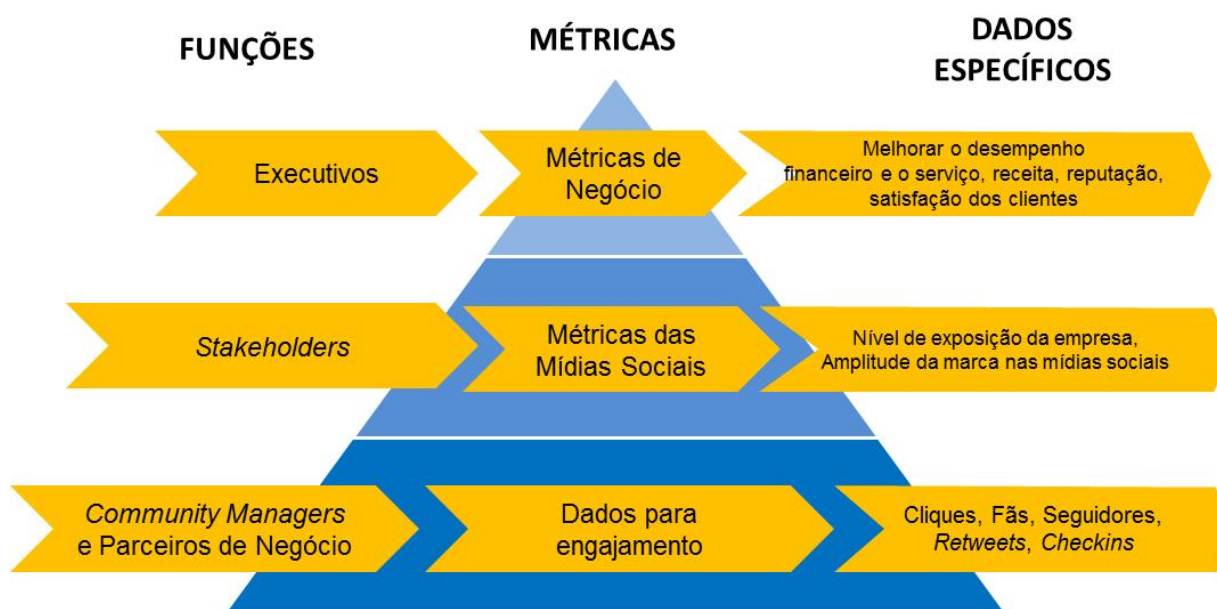 FUNÇÕES
MÉTRICAS
DADOS
ESPECÍFICOS
Executivos
Métricas de
Negócio
Melhorar o desempenho
financeiro e o serviço, receita, reputação,
satisfação dos clientes
Stakeholders
Métricas das
Mídias Sociais
Nível de exposição da empresa,
Amplitude da marca nas mídias sociais
Community Managers
e Parceiros de Negócio
Dados para
engajamento
Cliques, Fãs, Seguidores,
Retweets, Checkins